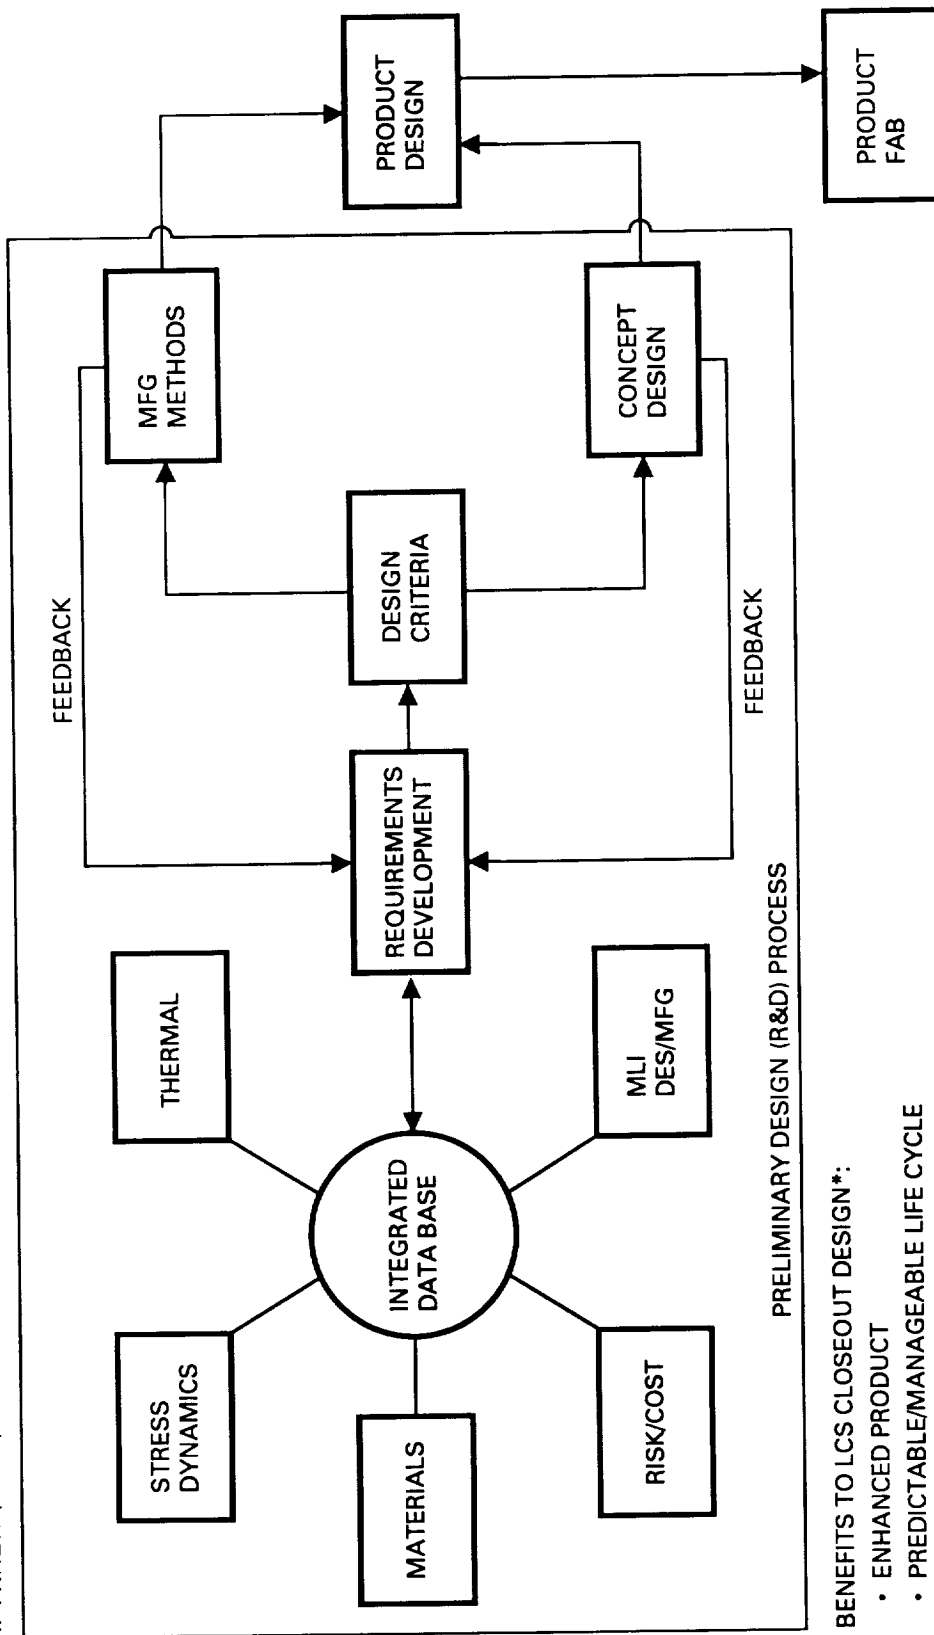 STRESS
DYNAMICS
THERMAL
MATERIALS
INTEGRATED
DATA BASE
RISK/COST
MLI
DES/MFG
REQUIREMENTS
DEVELOPMENT
FEEDBACK
DESIGN
CRITERIA
FEEDBACK
MFG
METHODS
CONCEPT
DESIGN
PRODUCT
DESIGN
PRODUCT
FAB
PRELIMINARY DESIGN (R&D) PROCESS
BENEFITS TO LCS CLOSEOUT DESIGN*:
• ENHANCED PRODUCT
• PREDICTABLE/MANAGEABLE LIFE CYCLE